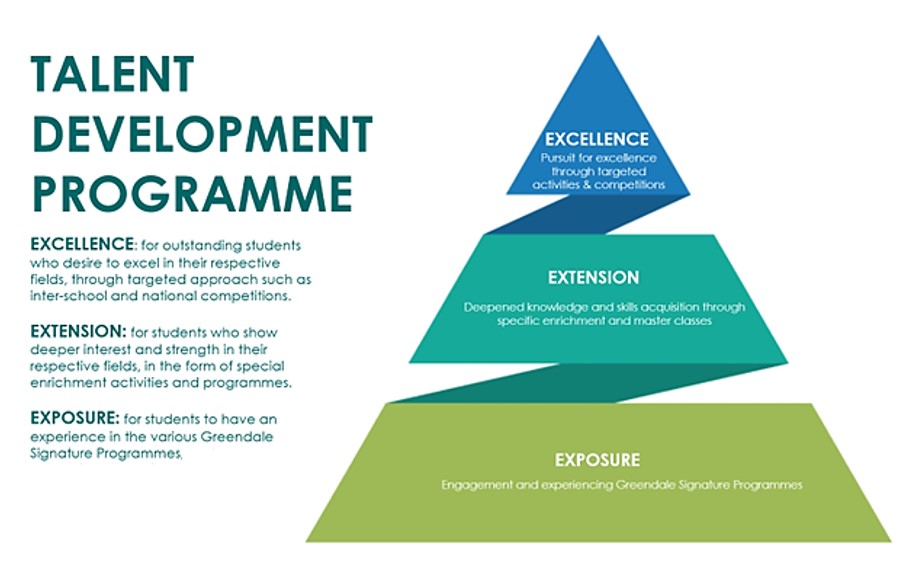 TALENT
DEVELOPMENT
PROGRAMME
EXCELLENCE: for outstanding students
who desire to excel in their respective
fields, through targeted approach such as
inter-school and national competitions.
EXTENSION: for students who show
deeper interest and strength in their
respective fields, in the form of special
enrichment activities and programmes.
EXPOSURE: for students to have an
experience in the various Greendale
Signature Programmes.
EXCELLENCE
Pursuit for excellence
through targeted
activities & competitions
EXTENSION
Deepened knowledge and skills acquisition through
specific enrichment and master classes
EXPOSURE
Engagement and experiencing Greendale Signature Programmes